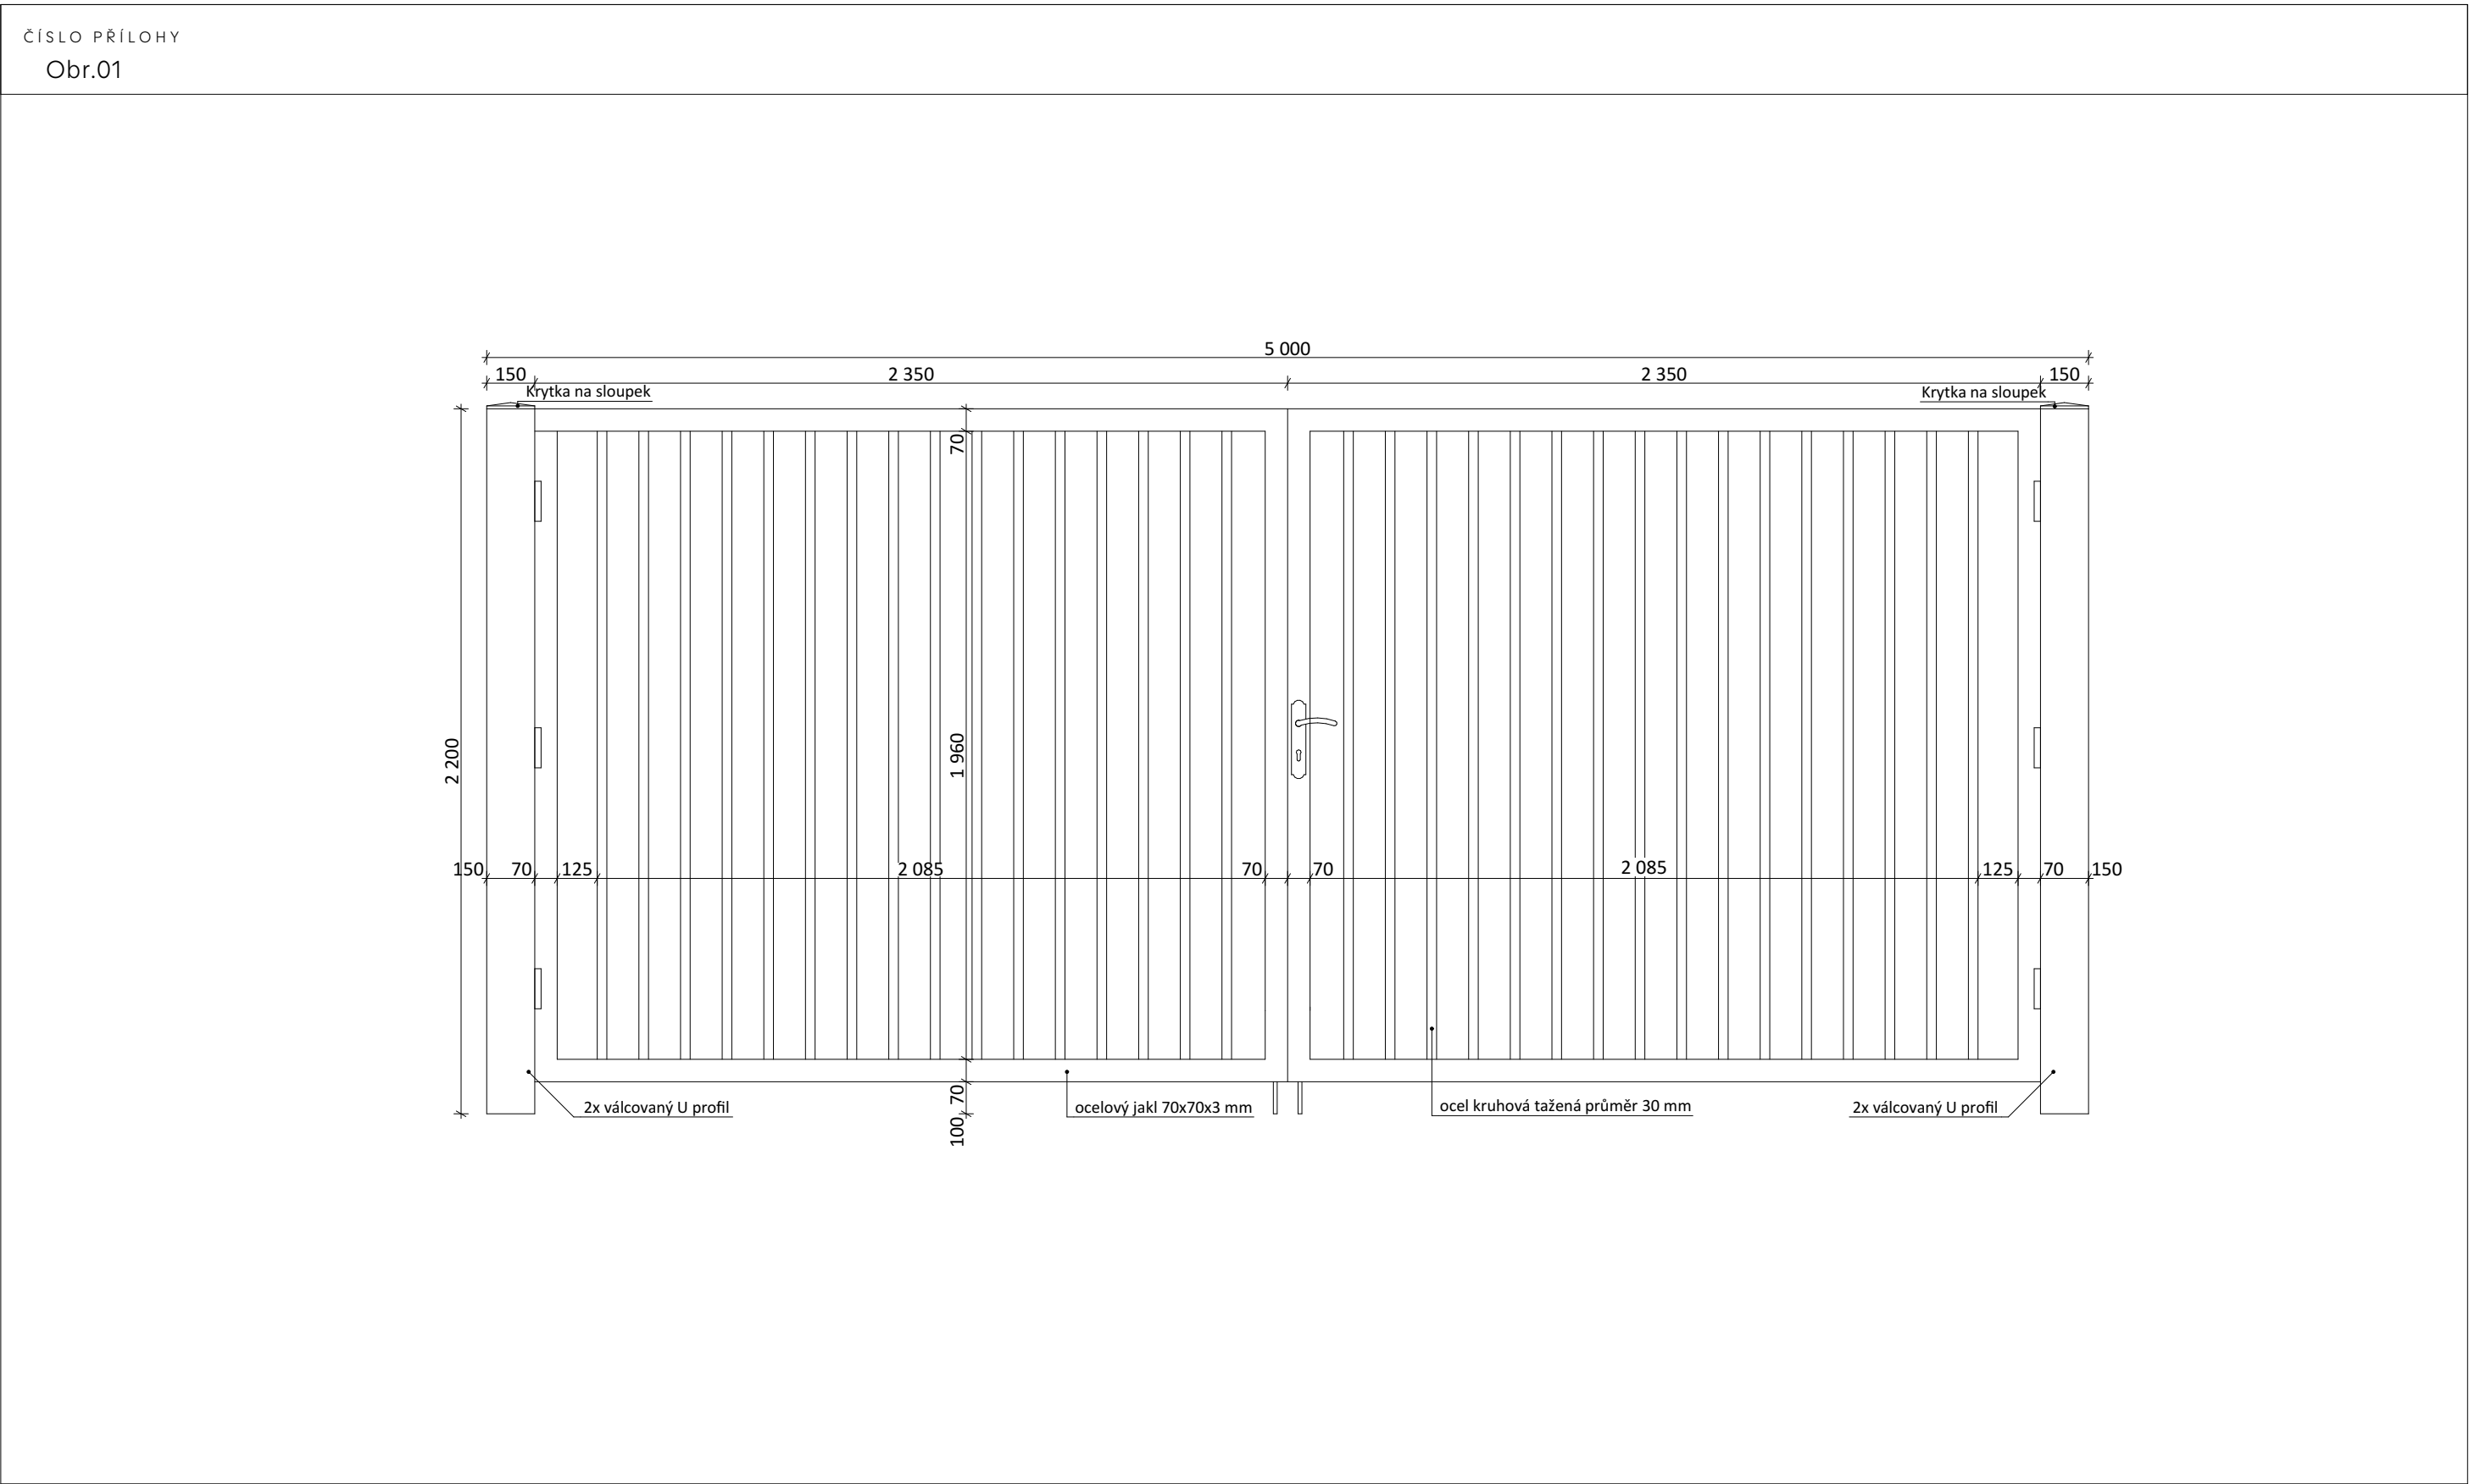 ČÍSLO PŘÍLOHY
Obr.01
5 000
150
2 350
2 350
150
Krytka na sloupek
Krytka na sloupek
70
2 200
1 960
150
70
125
2 085
70
70
2 085
125
70
150
70
100
2x válcovaný U profil
ocelový jakl 70x70x3 mm
ocel kruhová tažená průměr 30 mm
2x válcovaný U profil